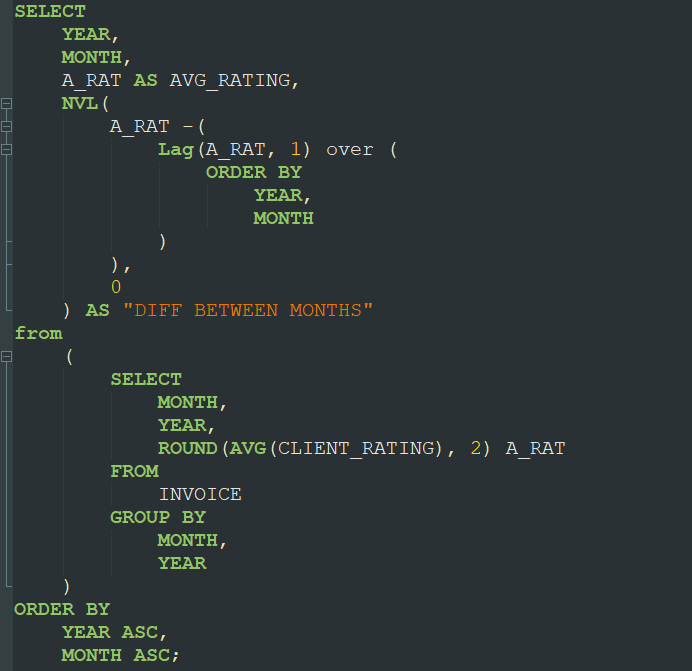 SELECT
YEAR,
MONTH,
A_RAT AS AVG_RATING,
NVL(
A_RAT -(
Lag(A_RAT, 1) over (
ORDER BY
YEAR,
MONTH
)
),
0
) AS "DIFF BETWEEN MONTHS"
from
(
SELECT
MONTH,
YEAR,
ROUND(AVG(CLIENT_RATING), 2) A_RAT
FROM
INVOICE
GROUP BY
MONTH,
YEAR
)
ORDER BY
YEAR ASC,
MONTH ASC;